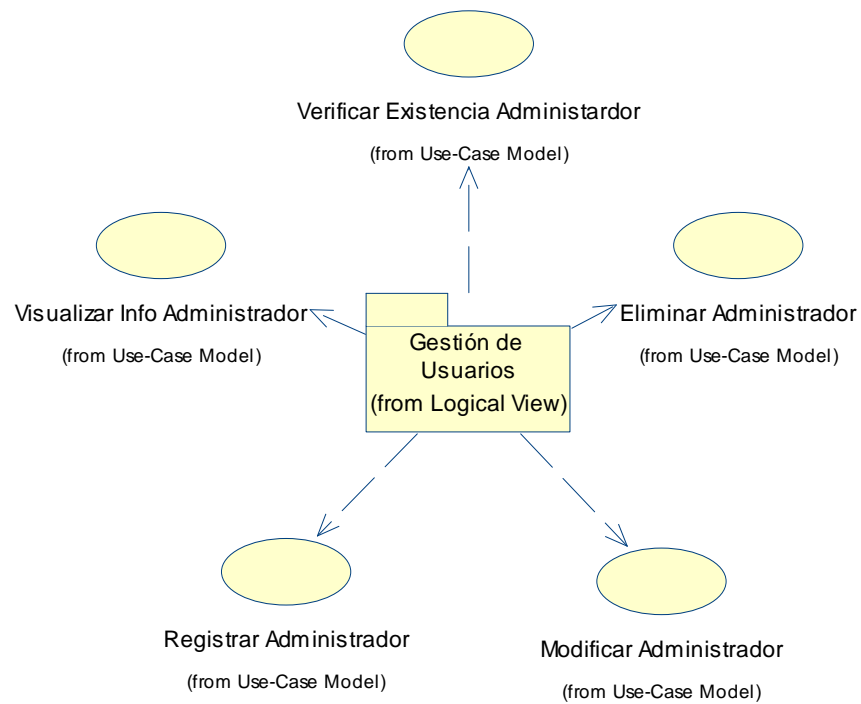 Verificar Existencia Administardor
(from Use-Case Model)
Visualizar Info Administrador
(from Use-Case Model)
Eliminar Administrador
(from Use-Case Model)
Gestión de
Usuarios
(from Logical View)
Registrar Administrador
(from Use-Case Model)
Modificar Administrador
(from Use-Case Model)